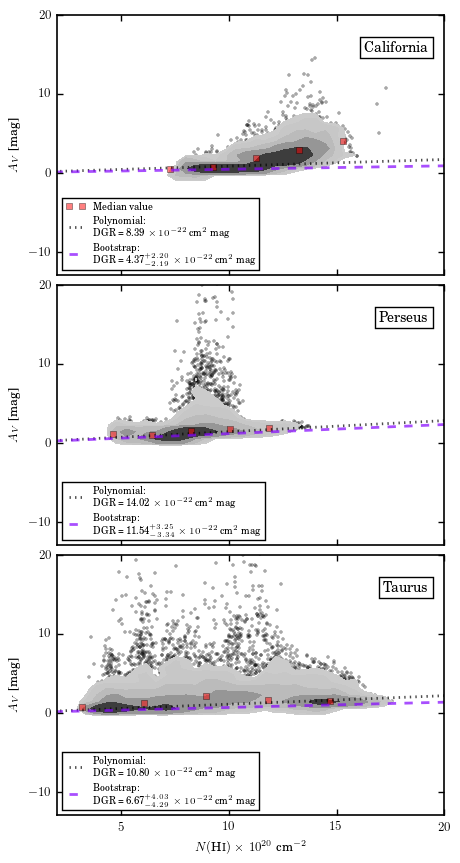 20
California
10
A_V [mag]
0
Median value
Polynomial:
DGR = 8.39 × 10^{−22} cm^2 mag
Bootstrap:
DGR = 4.37^{+2.20}_{−2.19} × 10^{−22} cm^2 mag
−10
20
Perseus
10
A_V [mag]
0
Polynomial:
DGR = 14.02 × 10^{−22} cm^2 mag
Bootstrap:
DGR = 11.54^{+3.25}_{−3.34} × 10^{−22} cm^2 mag
−10
20
Taurus
10
A_V [mag]
0
Polynomial:
DGR = 10.80 × 10^{−22} cm^2 mag
Bootstrap:
DGR = 6.67^{+4.03}_{−4.29} × 10^{−22} cm^2 mag
−10
5 10 15 20
N(HI) × 10^{20} cm^{−2}